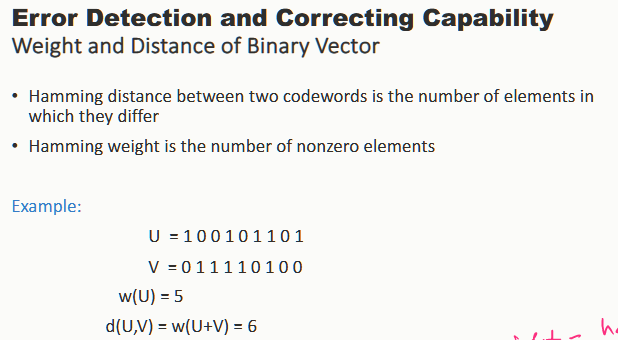 Error Detection and Correcting Capability
Weight and Distance of Binary Vector
• Hamming distance between two codewords is the number of elements in
which they differ
• Hamming weight is the number of nonzero elements
Example:
U = 1 0 0 1 0 1 1 0 1
V = 0 1 1 1 1 0 1 0 0
w(U) = 5
d(U,V) = w(U+V) = 6